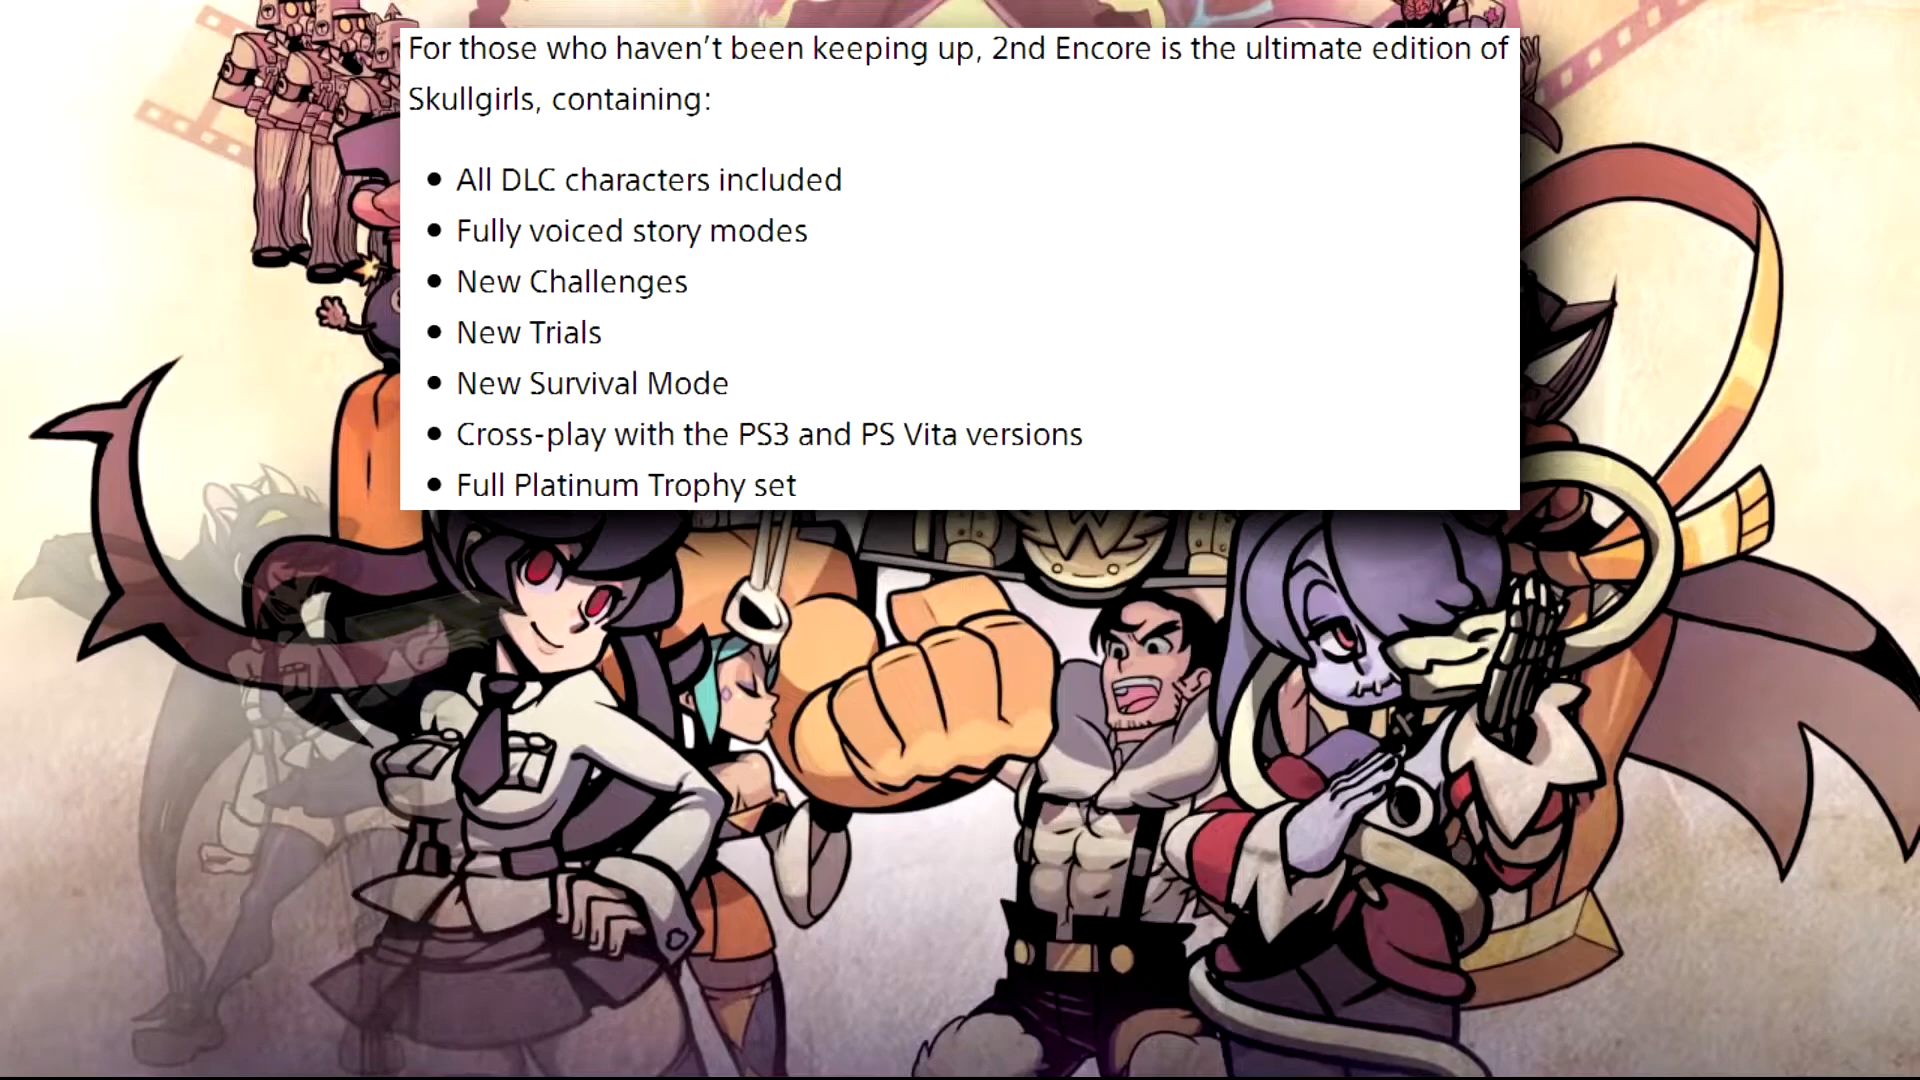 For those who haven’t been keeping up, 2nd Encore is the ultimate edition of
Skullgirls, containing:
• All DLC characters included
• Fully voiced story modes
• New Challenges
• New Trials
• New Survival Mode
• Cross-play with the PS3 and PS Vita versions
• Full Platinum Trophy set
W